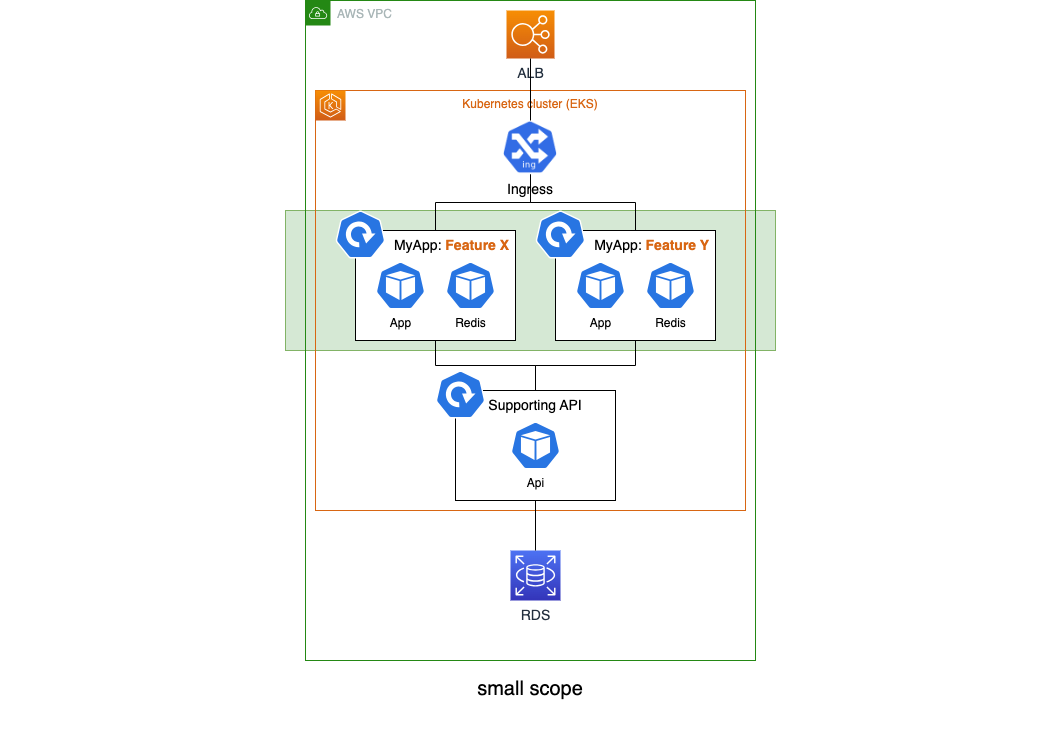 AWS VPC
ALB
Kubernetes cluster (EKS)
ing
Ingress
MyApp: Feature X
MyApp: Feature Y
App
Redis
App
Redis
Supporting API
Api
RDS
small scope